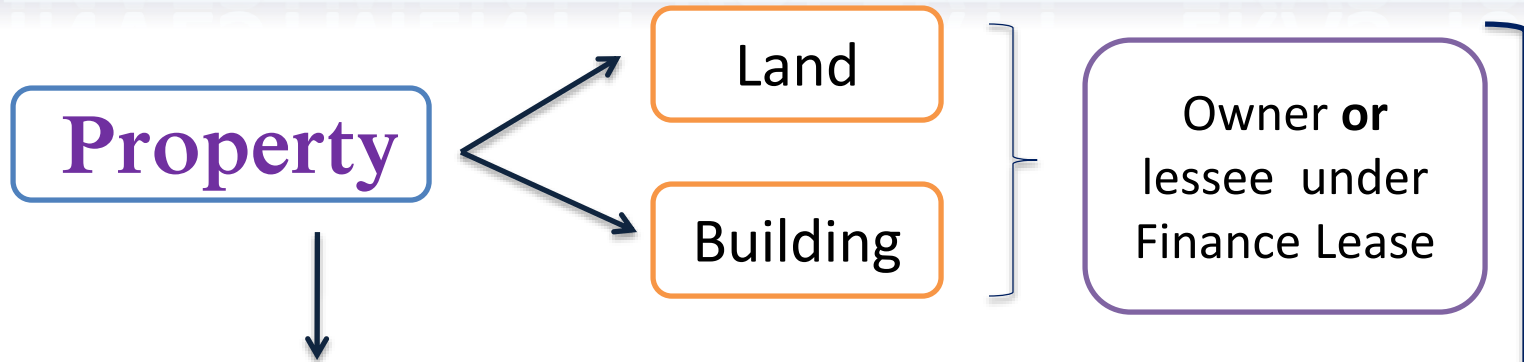 Property
Land
Building
Owner or
lessee under
Finance Lease